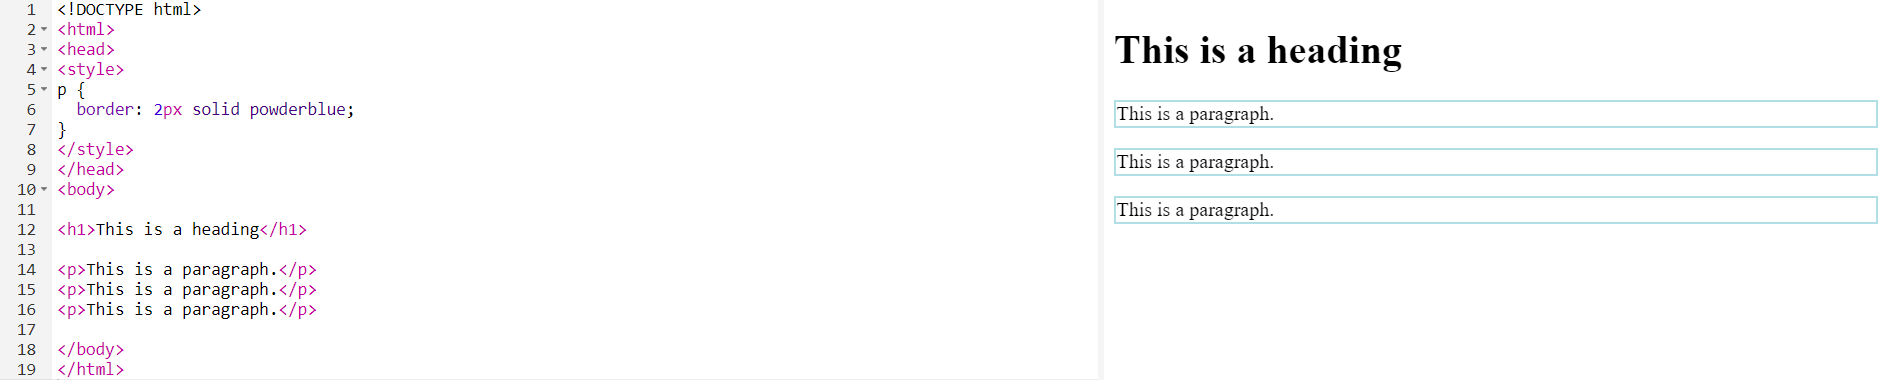 1 <!DOCTYPE html>
2 <html>
3 <head>
4 <style>
5 p {
6   border: 2px solid powderblue;
7 }
8 </style>
9 </head>
10 <body>
11
12 <h1>This is a heading</h1>
13
14 <p>This is a paragraph.</p>
15 <p>This is a paragraph.</p>
16 <p>This is a paragraph.</p>
17
18 </body>
19 </html>
This is a heading
This is a paragraph.
This is a paragraph.
This is a paragraph.